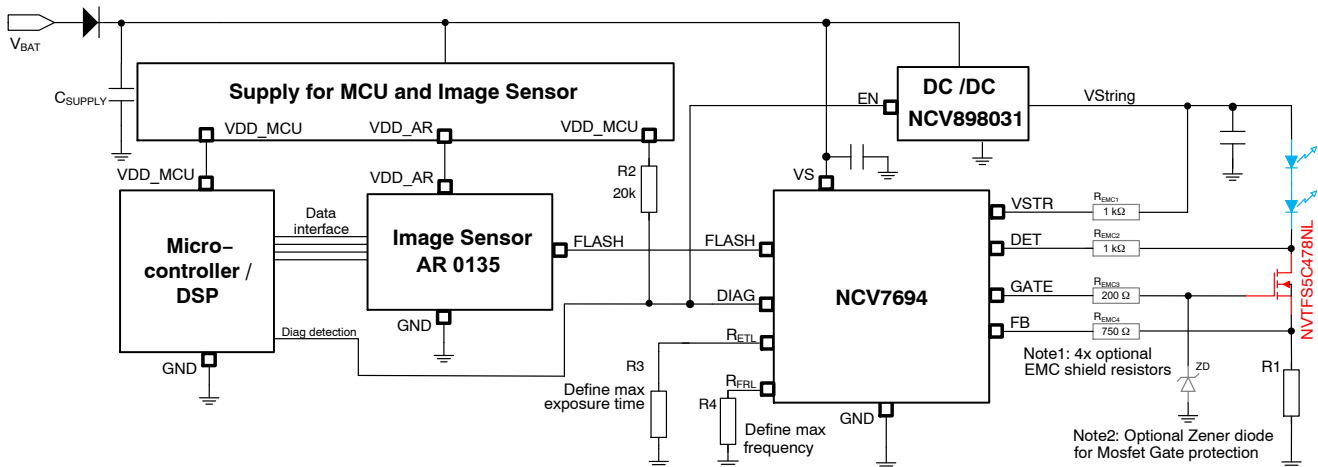 VBAT
CSUPPLY
Supply for MCU and Image Sensor
VDD_MCU
VDD_AR
VDD_MCU
EN
DC /DC
NCV898031
VString
R2
20k
VDD_MCU
Micro−
controller /
DSP
GND
Data
interface
Diag detection
VDD_AR
Image Sensor
AR 0135
FLASH
GND
VS
FLASH
DIAG
RETL
RFRL
NCV7694
GND
VSTR
DET
GATE
FB
R3
Define max
exposure time
R4
Define max
frequency
REMC1
1 kΩ
REMC2
1 kΩ
REMC3
200 Ω
REMC4
750 Ω
Note1: 4x optional
EMC shield resistors
ZD
NVTFS5C478NL
R1
Note2: Optional Zener diode
for Mosfet Gate protection